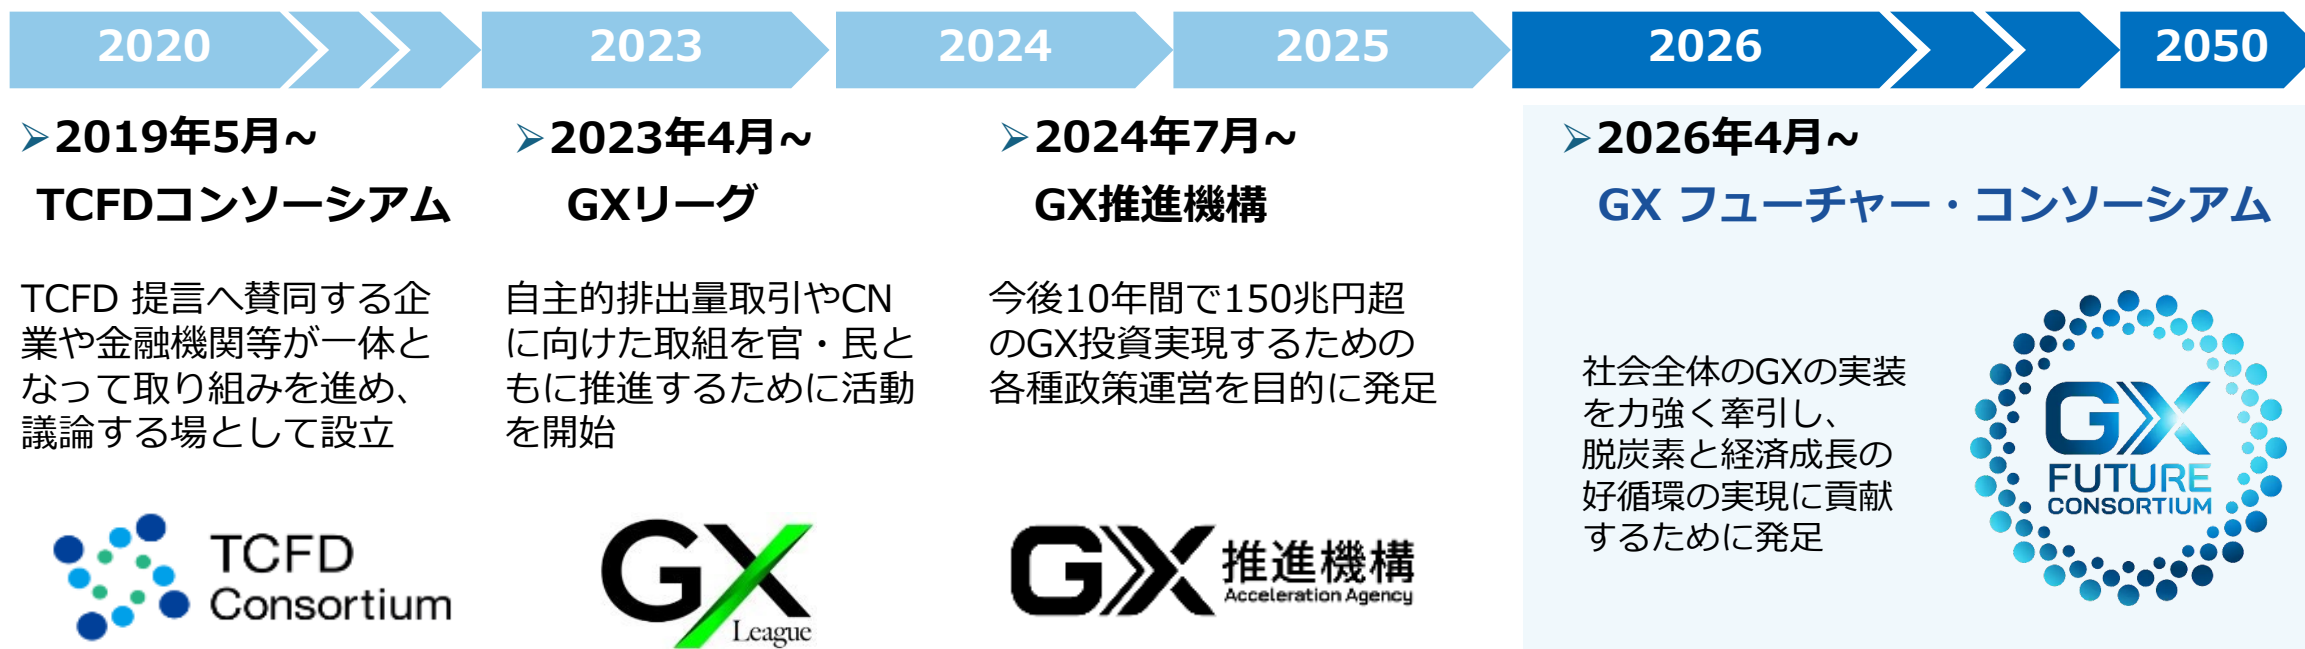 2020
2023
2024
2025
2026
2050
➢2019年5月~
TCFDコンソーシアム
TCFD 提言へ賛同する企
業や金融機関等が一体と
なって取り組みを進め、
議論する場として設立
TCFD
Consortium
➢2023年4月~
GXリーグ
自主的排出量取引やCN
に向けた取組を官・民と
もに推進するために活動
を開始
GX
League
➢2024年7月~
GX推進機構
今後10年間で150兆円超
のGX投資実現するための
各種政策運営を目的に発足
GX 推進機構
Acceleration Agency
➢2026年4月~
GX フューチャー・コンソーシアム
社会全体のGXの実装
を力強く牽引し、
脱炭素と経済成長の
好循環の実現に貢献
するために発足
GX
FUTURE
CONSORTIUM